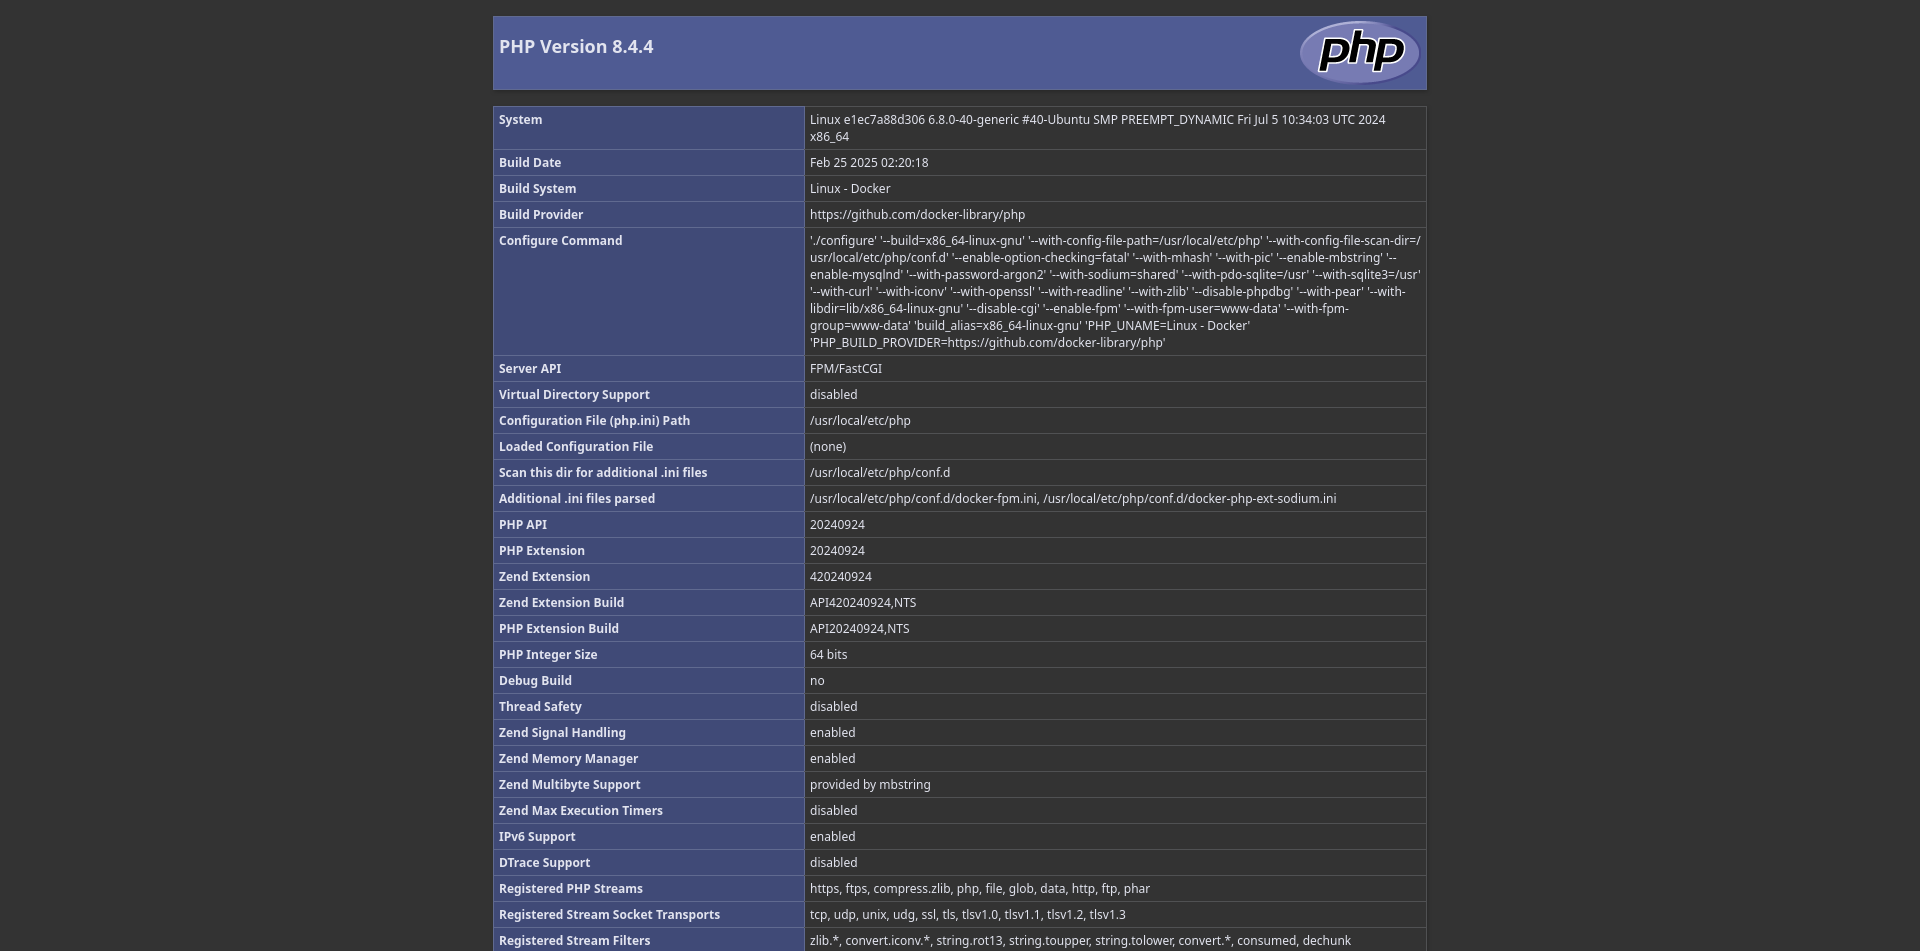 PHP Version 8.4.4
php
System
Linux e1ec7a88d306 6.8.0-40-generic #40-Ubuntu SMP PREEMPT_DYNAMIC Fri Jul 5 10:34:03 UTC 2024
x86_64
Build Date
Feb 25 2025 02:20:18
Build System
Linux - Docker
Build Provider
https://github.com/docker-library/php
Configure Command
'./configure' '--build=x86_64-linux-gnu' '--with-config-file-path=/usr/local/etc/php' '--with-config-file-scan-dir=/
usr/local/etc/php/conf.d' '--enable-option-checking=fatal' '--with-mhash' '--with-pic' '--enable-mbstring' '--
enable-mysqlnd' '--with-password-argon2' '--with-sodium=shared' '--with-pdo-sqlite=/usr' '--with-sqlite3=/usr'
'--with-curl' '--with-iconv' '--with-openssl' '--with-readline' '--with-zlib' '--disable-phpdbg' '--with-pear' '--with-
libdir=lib/x86_64-linux-gnu' '--disable-cgi' '--enable-fpm' '--with-fpm-user=www-data' '--with-fpm-
group=www-data' 'build_alias=x86_64-linux-gnu' 'PHP_UNAME=Linux - Docker'
'PHP_BUILD_PROVIDER=https://github.com/docker-library/php'
Server API
FPM/FastCGI
Virtual Directory Support
disabled
Configuration File (php.ini) Path
/usr/local/etc/php
Loaded Configuration File
(none)
Scan this dir for additional .ini files
/usr/local/etc/php/conf.d
Additional .ini files parsed
/usr/local/etc/php/conf.d/docker-fpm.ini, /usr/local/etc/php/conf.d/docker-php-ext-sodium.ini
PHP API
20240924
PHP Extension
20240924
Zend Extension
420240924
Zend Extension Build
API420240924,NTS
PHP Extension Build
API20240924,NTS
PHP Integer Size
64 bits
Debug Build
no
Thread Safety
disabled
Zend Signal Handling
enabled
Zend Memory Manager
enabled
Zend Multibyte Support
provided by mbstring
Zend Max Execution Timers
disabled
IPv6 Support
enabled
DTrace Support
disabled
Registered PHP Streams
https, ftps, compress.zlib, php, file, glob, data, http, ftp, phar
Registered Stream Socket Transports
tcp, udp, unix, udg, ssl, tls, tlsv1.0, tlsv1.1, tlsv1.2, tlsv1.3
Registered Stream Filters
zlib.*, convert.iconv.*, string.rot13, string.toupper, string.tolower, convert.*, consumed, dechunk